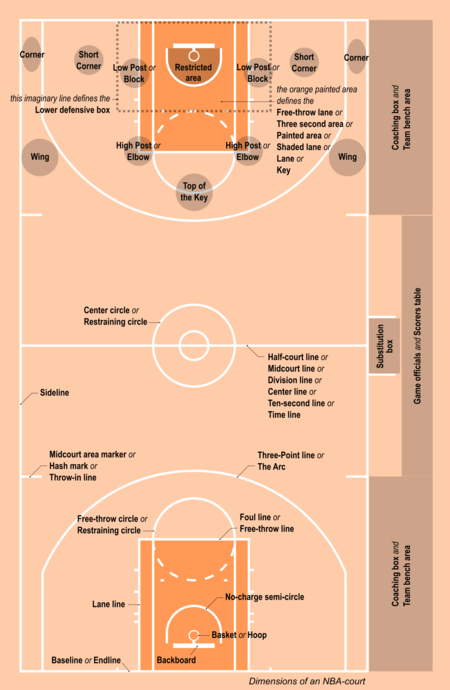 Corner
Short
Corner
Low Post or
Block
Restricted
area
Low Post or
Block
Short
Corner
Corner
this imaginary line defines the
Lower defensive box
the orange painted area
defines the
Free-throw lane or
Three second area or
Painted area or
Shaded lane or
Lane or
Key
Coaching box and
Team bench area
Wing
High Post or
Elbow
High Post or
Elbow
Wing
Top of
the Key
Center circle or
Restraining circle
Substitution
box
Game officials and Scorers table
Half-court line or
Midcourt line or
Division line or
Center line or
Ten-second line or
Time line
Sideline
Midcourt area marker or
Hash mark or
Throw-in line
Three-Point line or
The Arc
Free-throw circle or
Restraining circle
Foul line or
Free-throw line
Coaching box and
Team bench area
Lane line
No-charge semi-circle
Basket or Hoop
Baseline or Endline
Backboard
Dimensions of an NBA-court